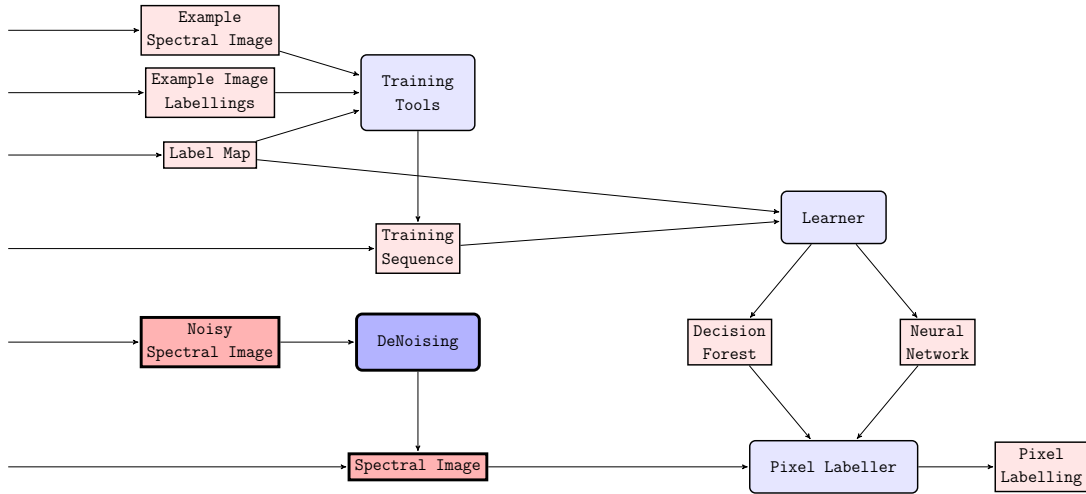 Example
Spectral Image
Example Image
Labellings
Label Map
Training
Tools
Training
Sequence
Learner
Noisy
Spectral Image
DeNoising
Decision
Forest
Neural
Network
Spectral Image
Pixel Labeller
Pixel
Labelling